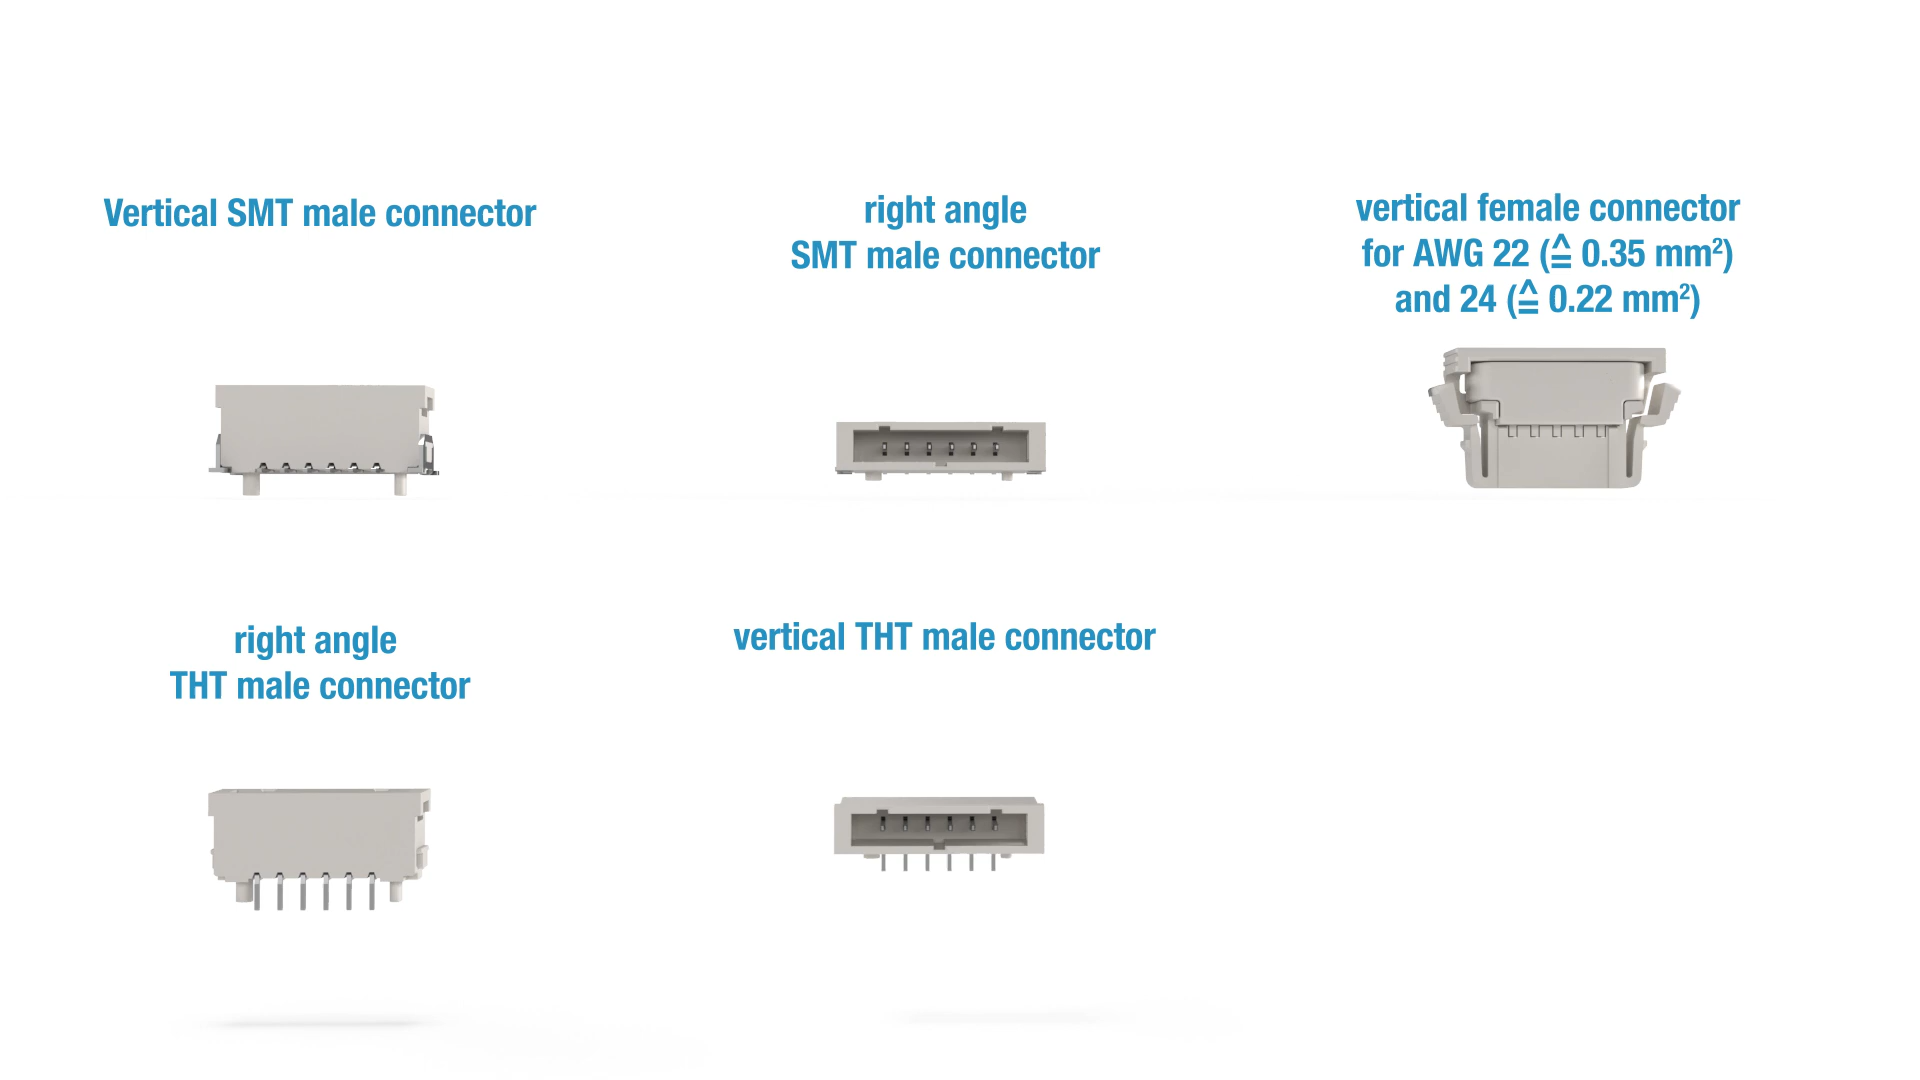 Vertical SMT male connector
right angle
SMT male connector
vertical female connector
for AWG 22 (≙ 0.35 mm²)
and 24 (≙ 0.22 mm²)
right angle
THT male connector
vertical THT male connector